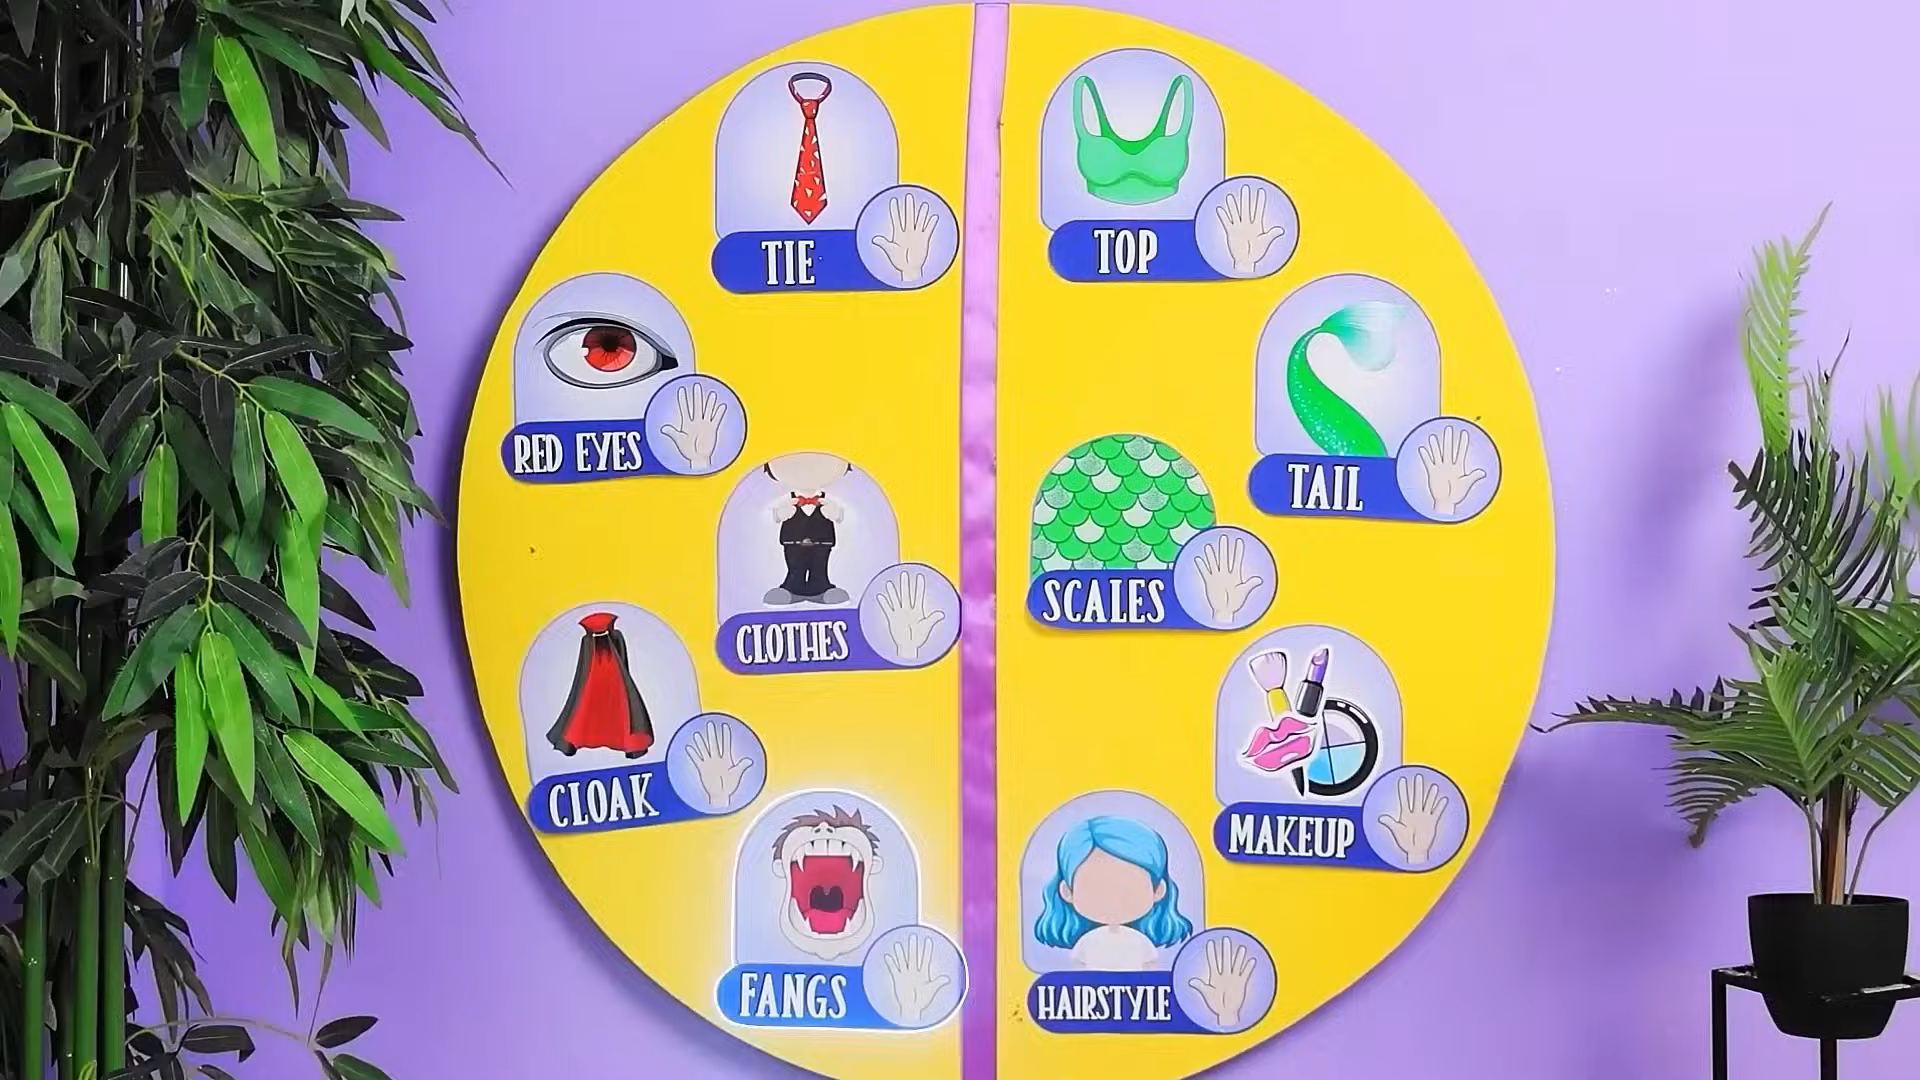 TIE
TOP
RED EYES
TAIL
CLOTHES
SCALES
CLOAK
MAKEUP
FANGS
HAIRSTYLE